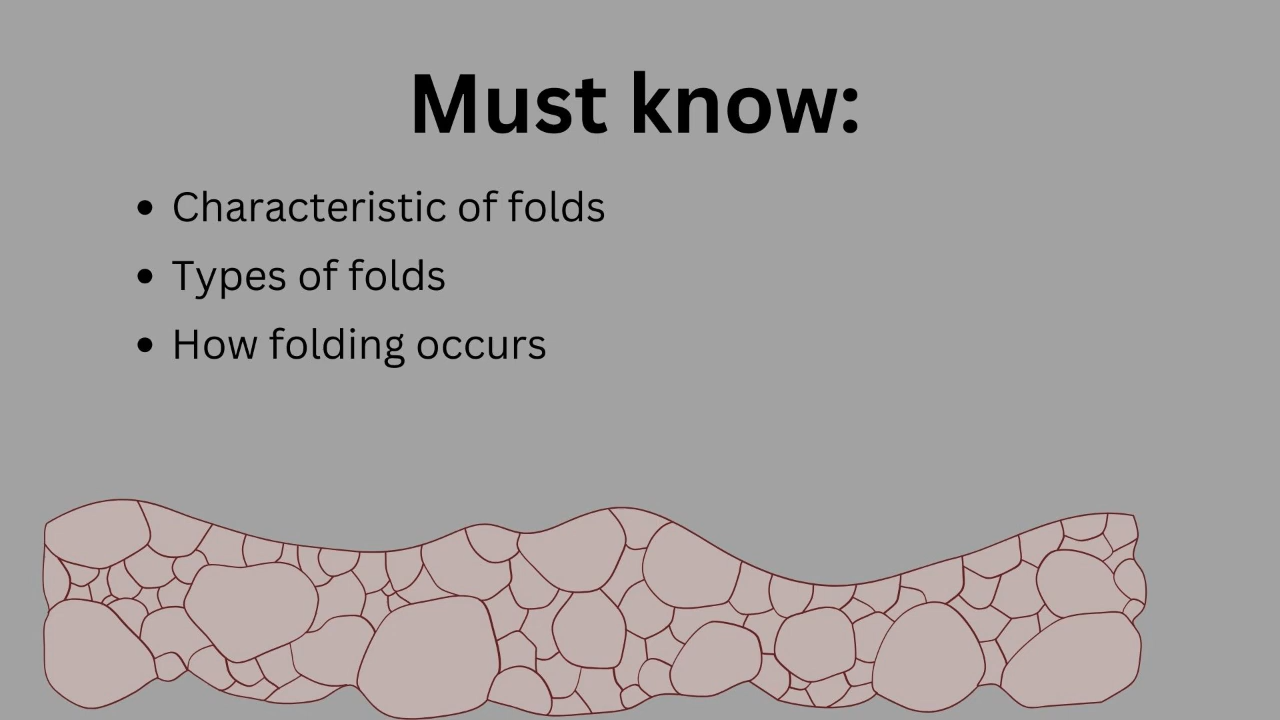 Must know:
• Characteristic of folds
• Types of folds
• How folding occurs